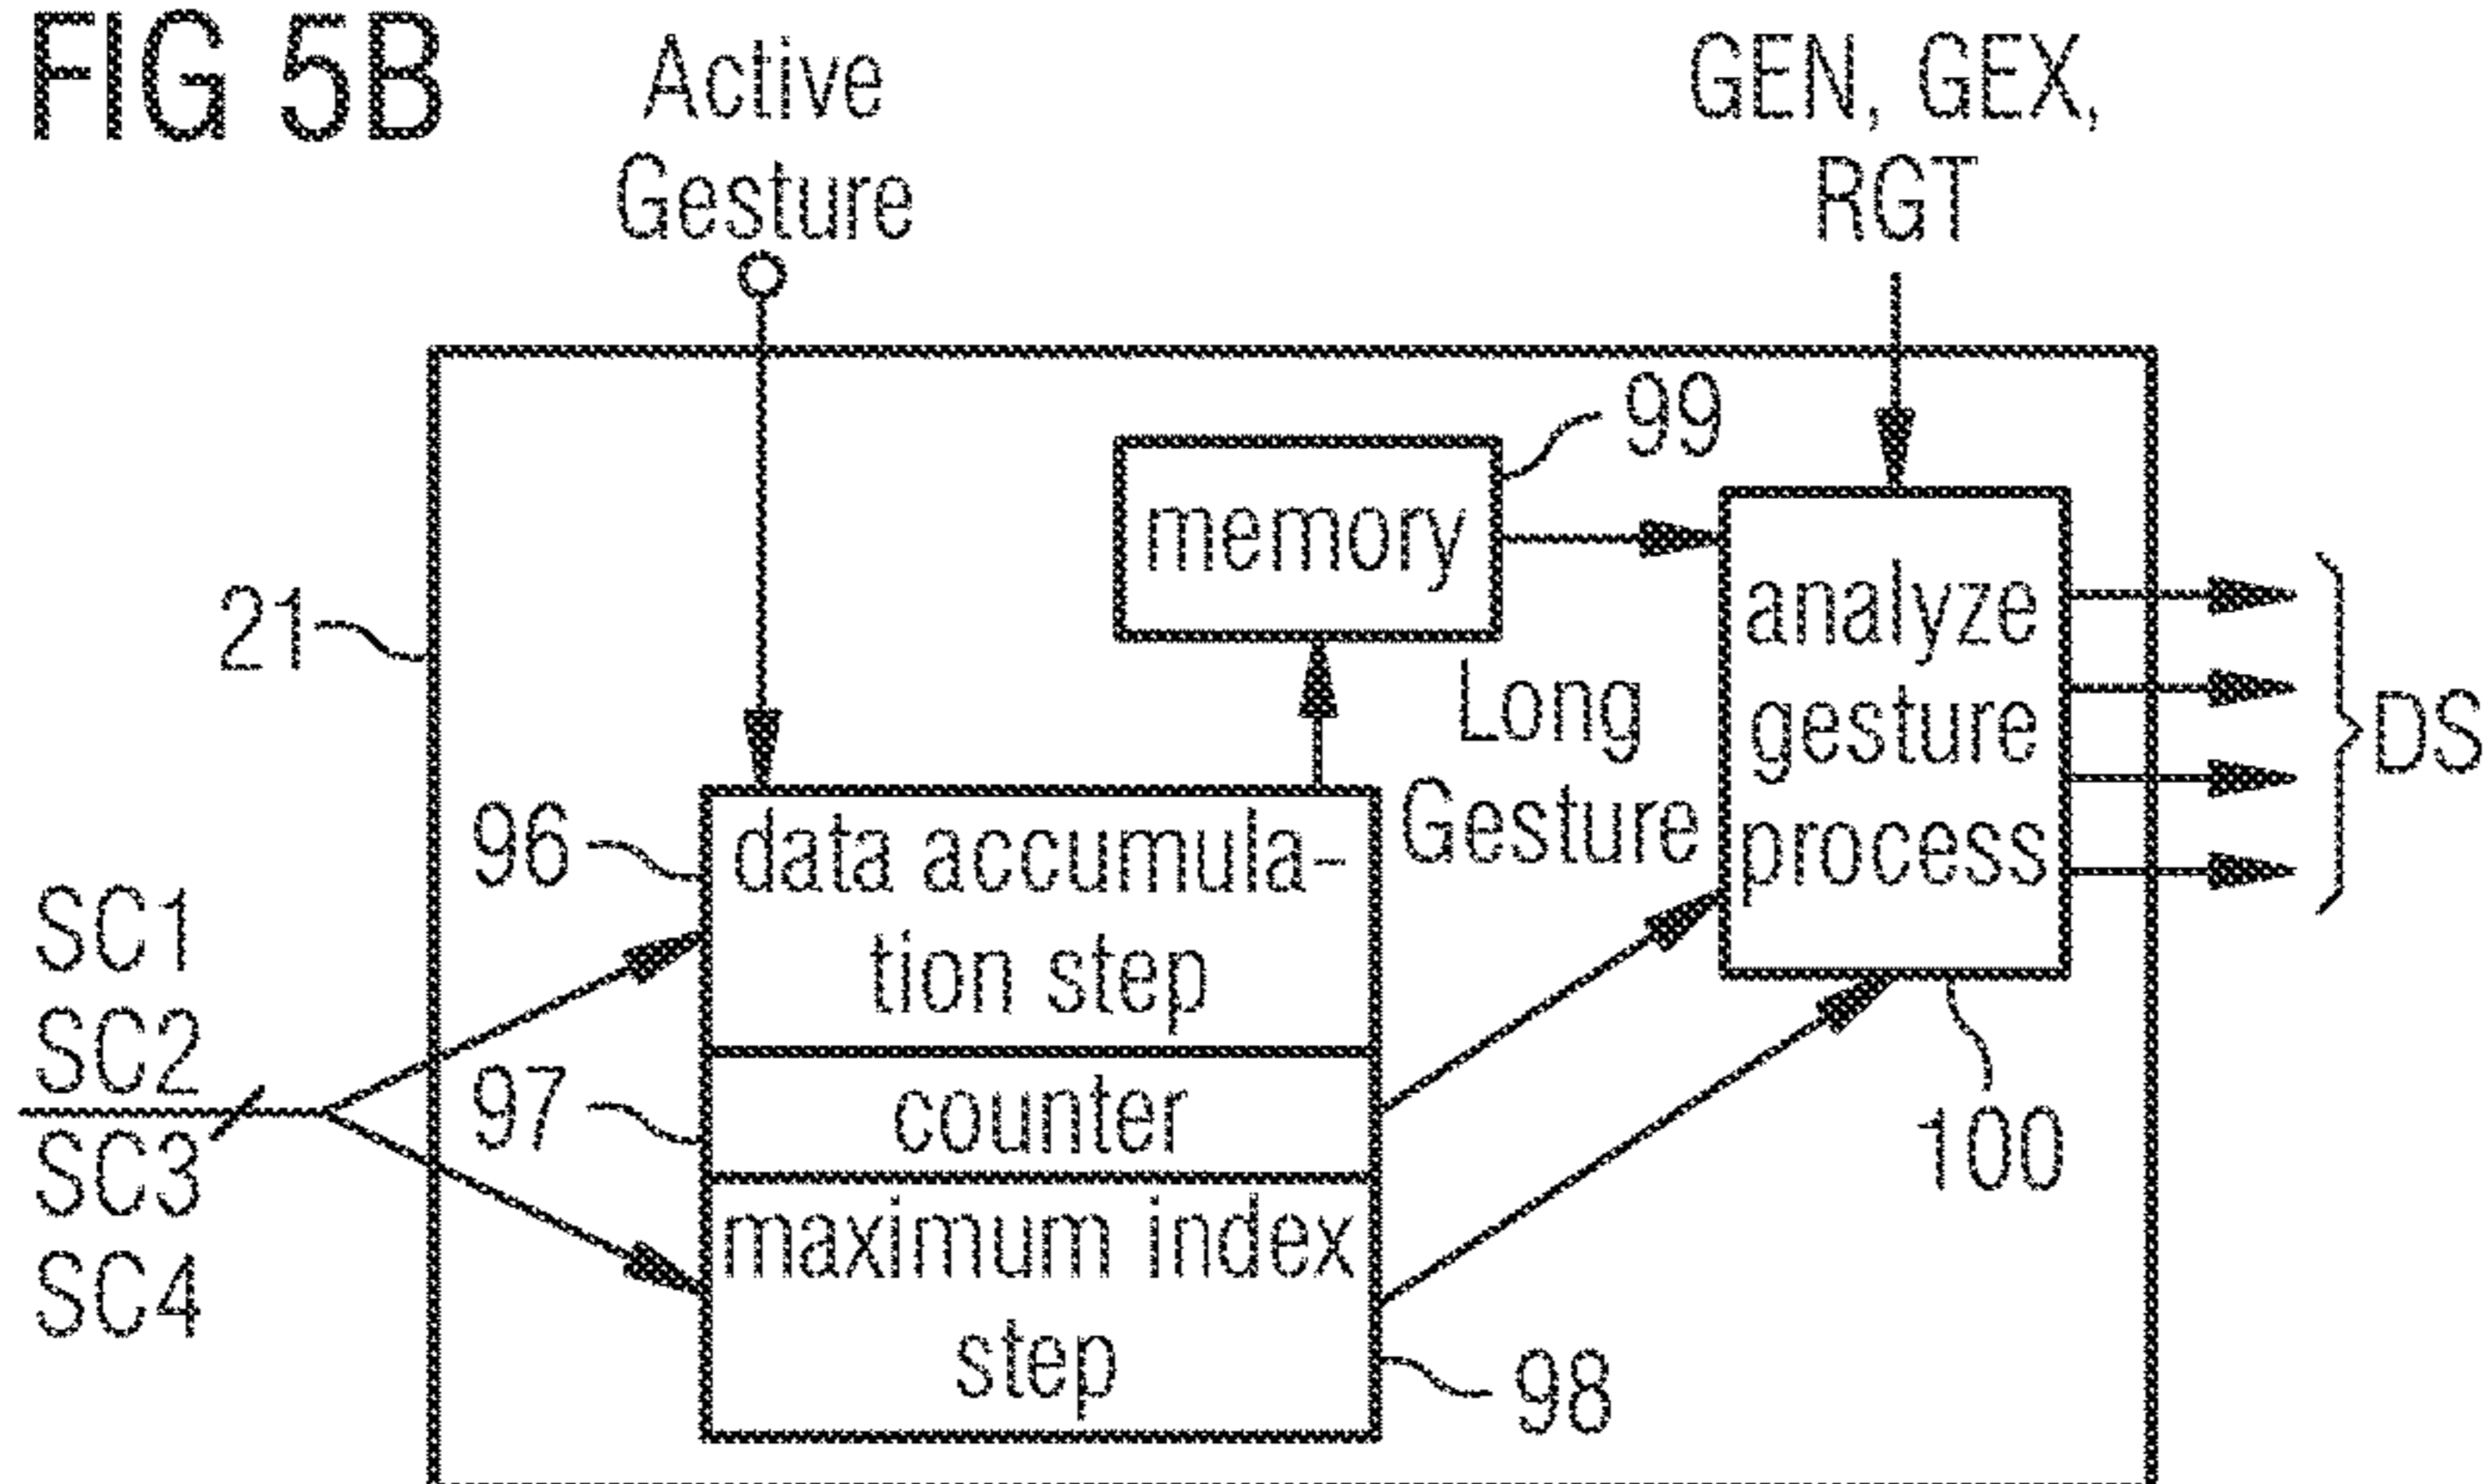 FIG 5B
Active
Gesture
GEN, GEX,
RGT
99
memory
21
analyze
gesture
process
Long
Gesture
DS
96
data accumula-
tion step
SC1
SC2
SC3
SC4
97
counter
100
maximum index
step
98